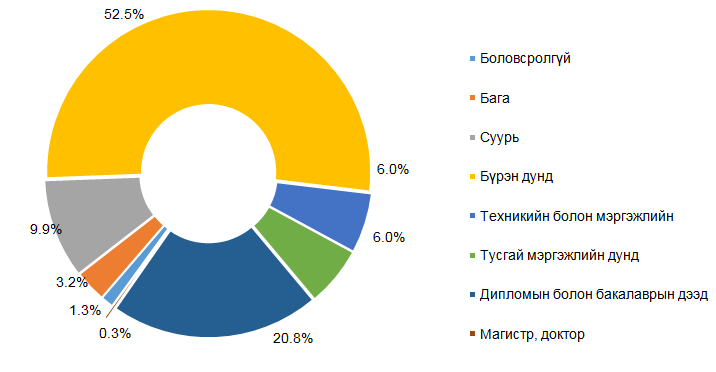 52.5%
6.0%
6.0%
20.8%
0.3%
1.3%
3.2%
9.9%
Боловсролгүй
Бага
Суурь
Бүрэн дунд
Техникийн болон мэргэжлийн
Тусгай мэргэжлийн дунд
Дипломын болон бакалаврын дээд
Магистр, доктор